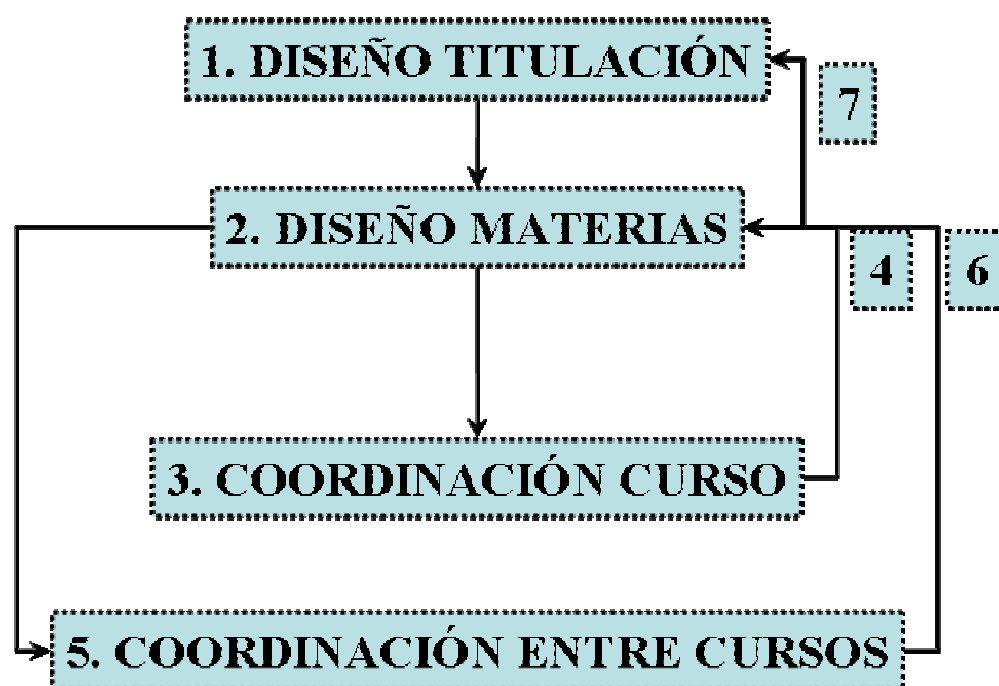 1. DISEÑO TITULACIÓN
7
2. DISEÑO MATERIAS
4
6
3. COORDINACIÓN CURSO
5. COORDINACIÓN ENTRE CURSOS